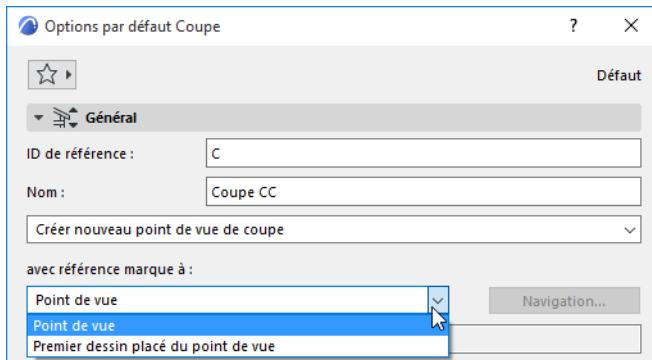 Options par défaut Coupe
?
Défaut
Général
ID de référence :
C
Nom :
Coupe CC
Créer nouveau point de vue de coupe
avec référence marque à :
Point de vue
Navigation...
Point de vue
Premier dessin placé du point de vue